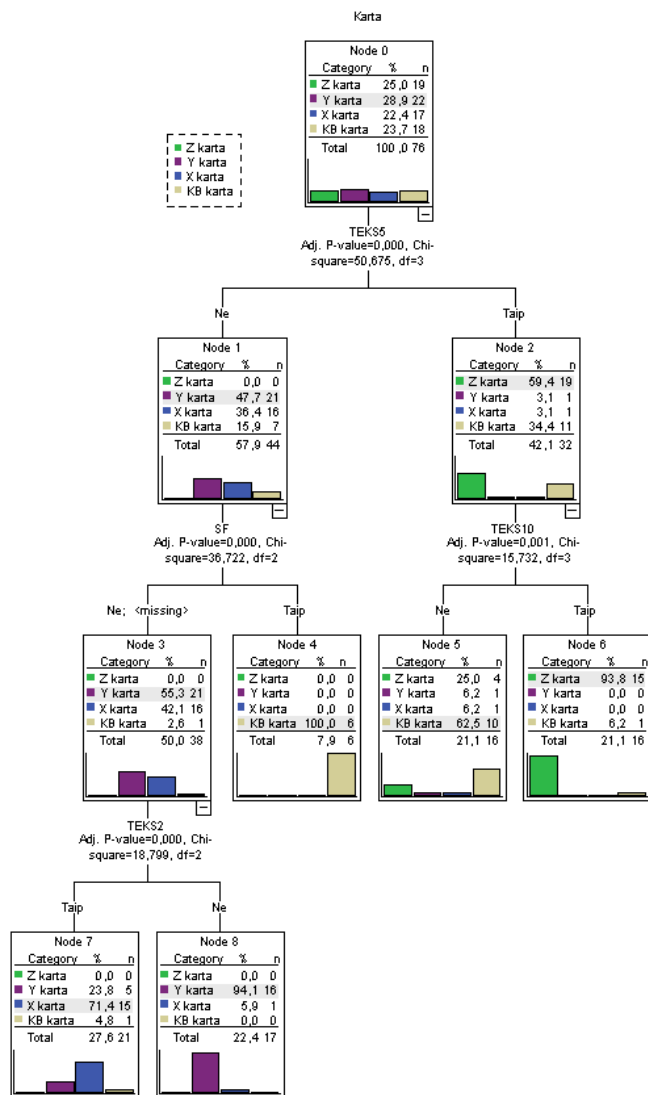 Karta
Node 0
Category % n
Z karta 25,0 19
Y karta 28,9 22
X karta 22,4 17
KB karta 23,7 18
Total 100,0 76
Z karta
Y karta
X karta
KB karta
TEKS5
Adj. P-value=0,000, Chi-
square=50,675, df=3
Ne
Taip
Node 1
Category % n
Z karta 0,0 0
Y karta 47,7 21
X karta 36,4 16
KB karta 15,9 7
Total 57,9 44
Node 2
Category % n
Z karta 59,4 19
Y karta 3,1 1
X karta 3,1 1
KB karta 34,4 11
Total 42,1 32
SF
Adj. P-value=0,000, Chi-
square=36,722, df=2
TEKS10
Adj. P-value=0,001, Chi-
square=15,732, df=3
Ne; <missing>
Taip
Ne
Taip
Node 3
Category % n
Z karta 0,0 0
Y karta 55,3 21
X karta 42,1 16
KB karta 2,6 1
Total 50,0 38
Node 4
Category % n
Z karta 0,0 0
Y karta 0,0 0
X karta 0,0 0
KB karta 100,0 6
Total 7,9 6
Node 5
Category % n
Z karta 25,0 4
Y karta 6,2 1
X karta 6,2 1
KB karta 62,5 10
Total 21,1 16
Node 6
Category % n
Z karta 93,8 15
Y karta 0,0 0
X karta 0,0 0
KB karta 6,2 1
Total 21,1 16
TEKS2
Adj. P-value=0,000, Chi-
square=18,799, df=2
Taip
Ne
Node 7
Category % n
Z karta 0,0 0
Y karta 23,8 5
X karta 71,4 15
KB karta 4,8 1
Total 27,6 21
Node 8
Category % n
Z karta 0,0 0
Y karta 94,1 16
X karta 5,9 1
KB karta 0,0 0
Total 22,4 17